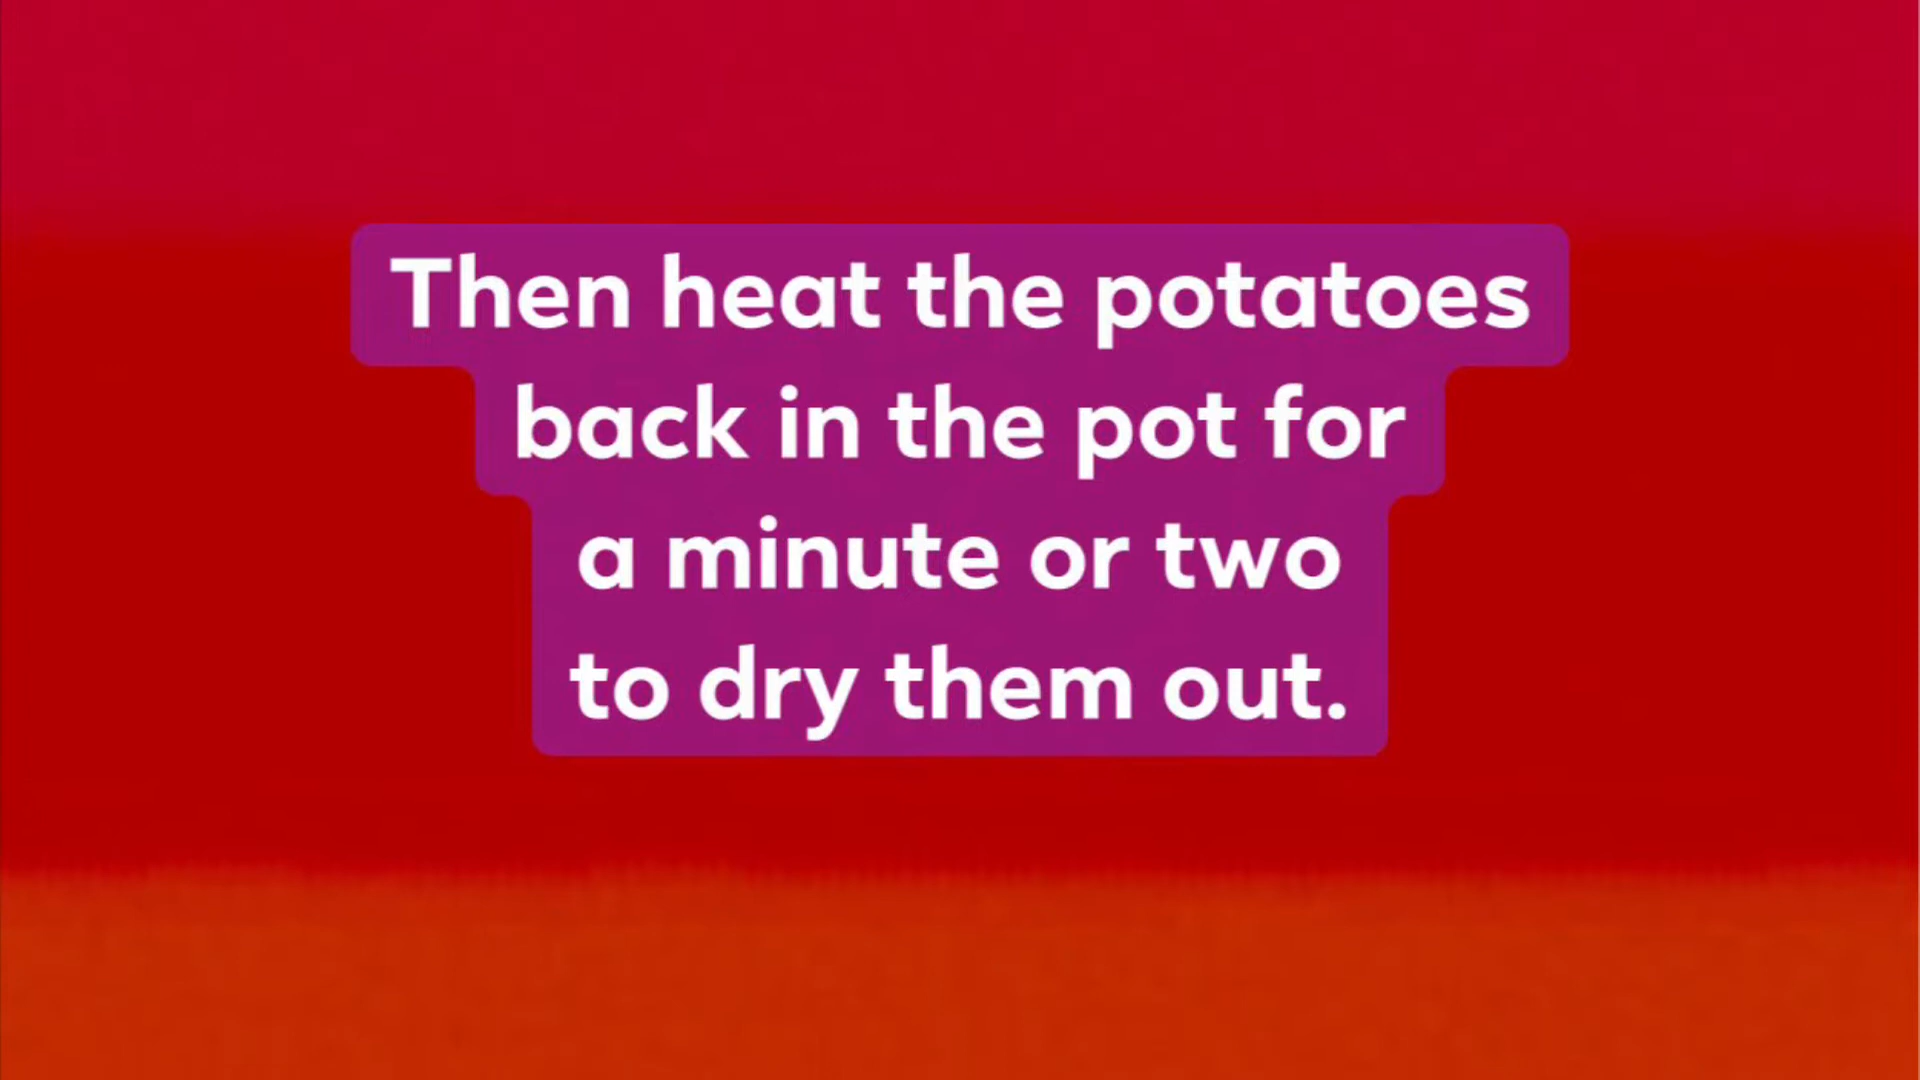 Then heat the potatoes
back in the pot for
a minute or two
to dry them out.